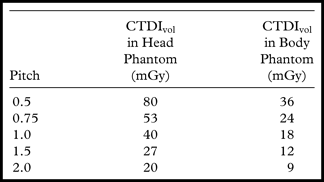 CTDIvol CTDIvol
in Head in Body
Phantom Phantom
Pitch (mGy) (mGy)
0.5 80 36
0.75 53 24
1.0 40 18
1.5 27 12
2.0 20 9